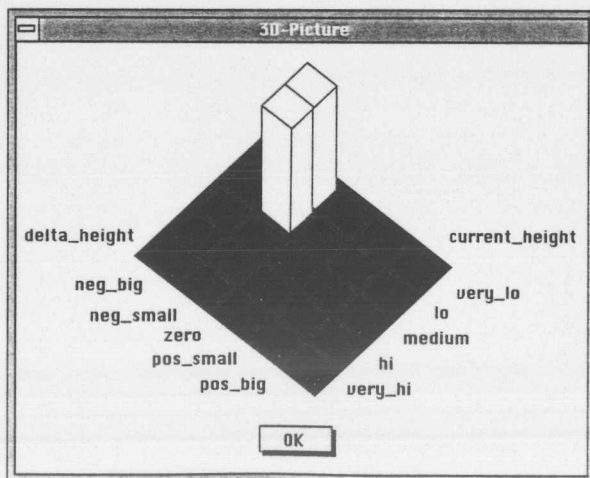 3D-Picture
delta_height
current_height
neg_big
very_lo
neg_small
lo
zero
medium
pos_small
hi
pos_big
very_hi
OK